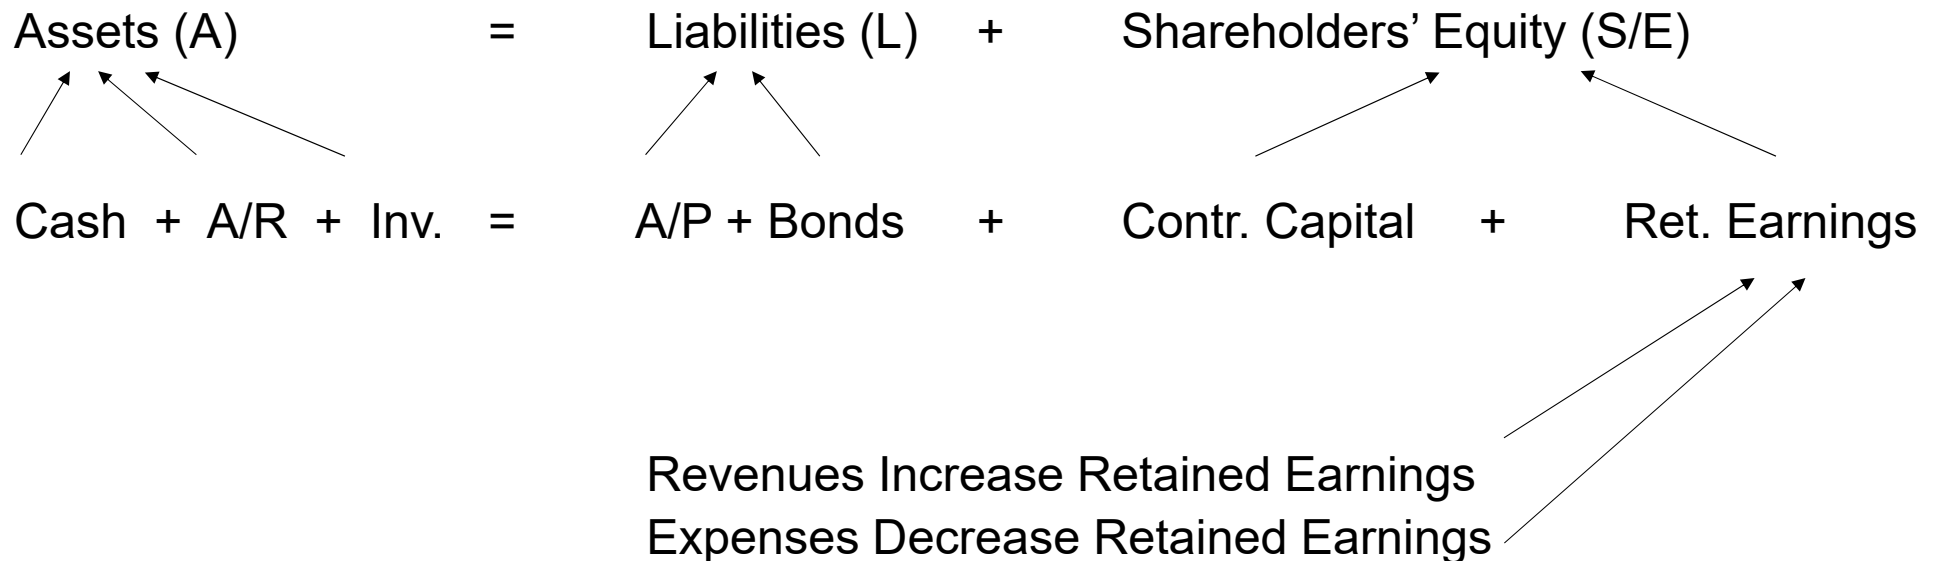 Assets (A) = Liabilities (L) + Shareholders’ Equity (S/E)
Cash + A/R + Inv. = A/P + Bonds + Contr. Capital + Ret. Earnings
Revenues Increase Retained Earnings
Expenses Decrease Retained Earnings